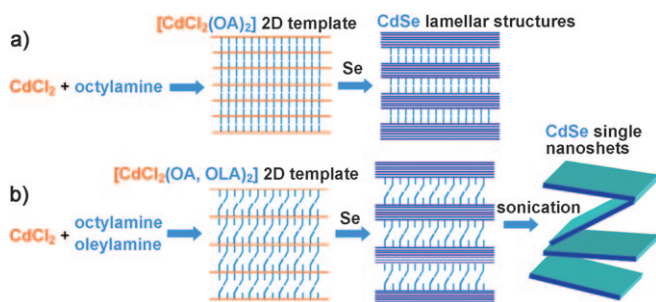 a)
[CdCl₂(OA)₂] 2D template
CdSe lamellar structures
CdCl₂ + octylamine
Se
b)
[CdCl₂(OA, OLA)₂] 2D template
CdSe single
nanoshets
CdCl₂ + octylamine
oleylamine
Se
sonication